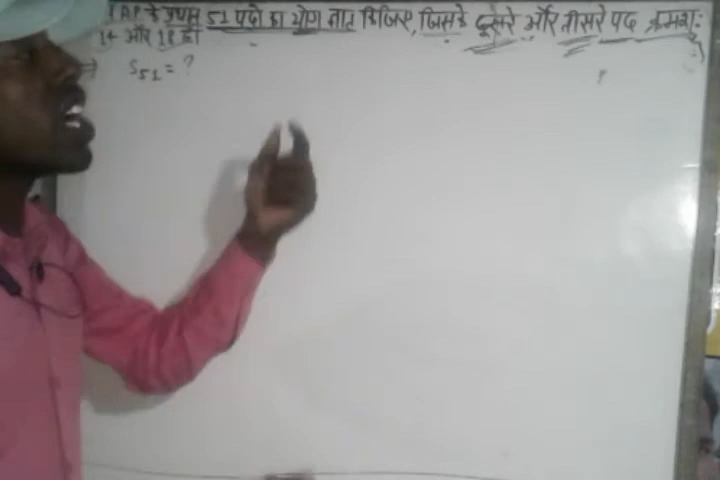 AP के प्रथम 51 पदों का योग ज्ञात किजिए, जिसके दूसरे और तीसरे पद क्रमश:
14 और 18 हो
⇒ S51 = ?